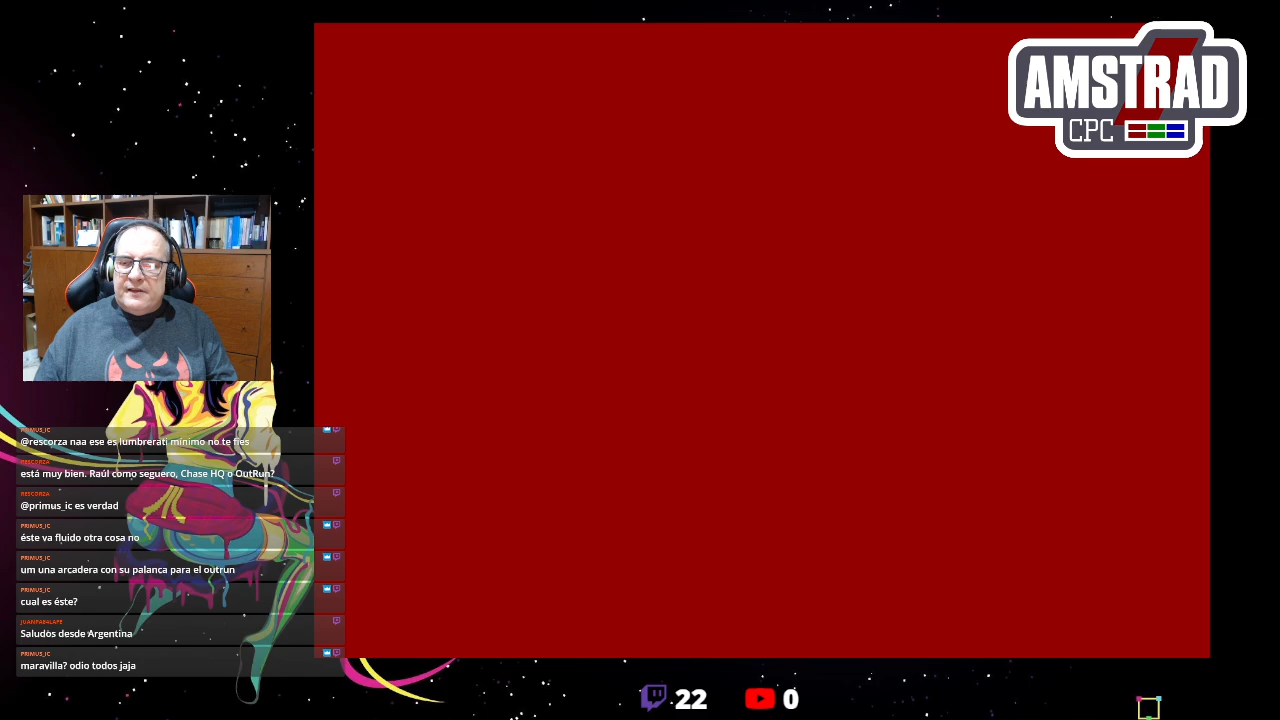 AMSTRAD
CPC
PRIMUS_IC
@rescorza naa ese es lumbrerati mínimo no te fíes
RESCORZA
está muy bien. Raúl como seguero, Chase HQ o OutRun?
RESCORZA
@primus_ic es verdad
PRIMUS_IC
éste va fluido otra cosa no
PRIMUS_IC
um una arcadera con su palanca para el outrun
PRIMUS_IC
cual es éste?
Saludos desde Argentina
PRIMUS_IC
maravilla? odio todos jaja
22
0